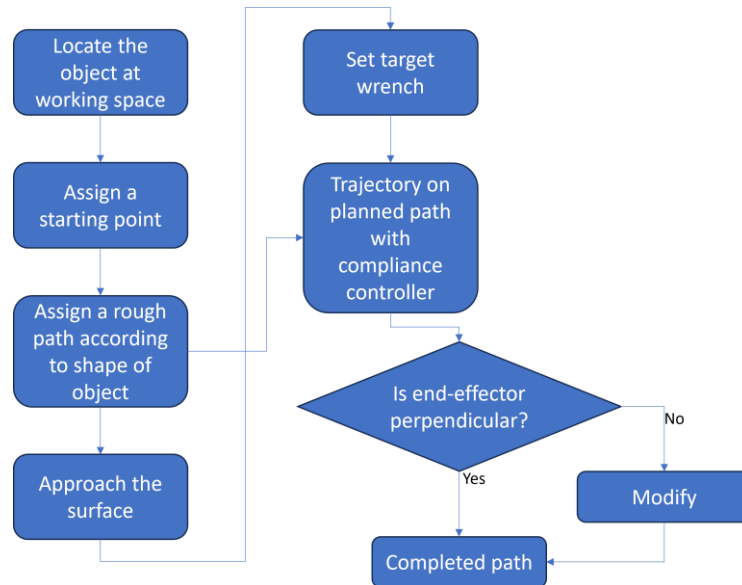 Locate the
object at
working space
Assign a
starting point
Assign a rough
path according
to shape of
object
Approach the
surface
Set target
wrench
Trajectory on
planned path
with
compliance
controller
Is end-effector
perpendicular?
No
Yes
Modify
Completed path